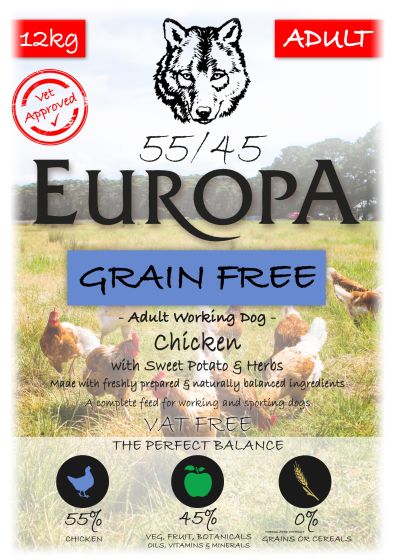 12kg
ADULT
Vet
Approved
55/45
EUROPA
GRAIN FREE
- Adult Working Dog -
Chicken
with Sweet Potato & Herbs
Made with freshly prepared & naturally balanced ingredients
A complete feed for working and sporting dogs
VAT FREE
THE PERFECT BALANCE
55%
CHICKEN
45%
VEG, FRUIT, BOTANICALS
OILS, VITAMINS & MINERALS
0%
GRAINS OR CEREALS